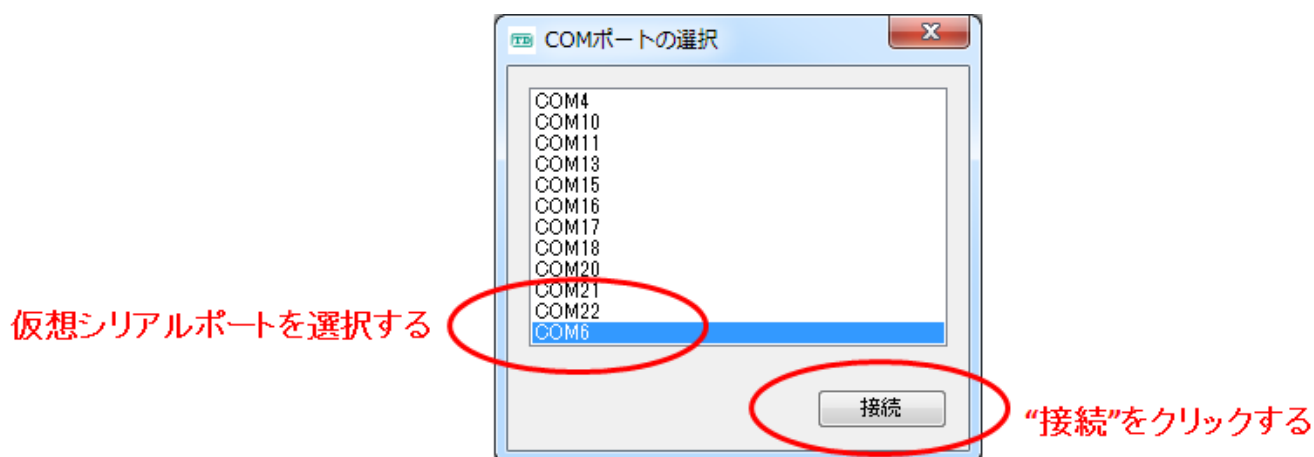 TD COMポートの選択
COM4
COM10
COM11
COM13
COM15
COM16
COM17
COM18
COM20
COM21
COM22
COM6
仮想シリアルポートを選択する
接続
“接続”をクリックする